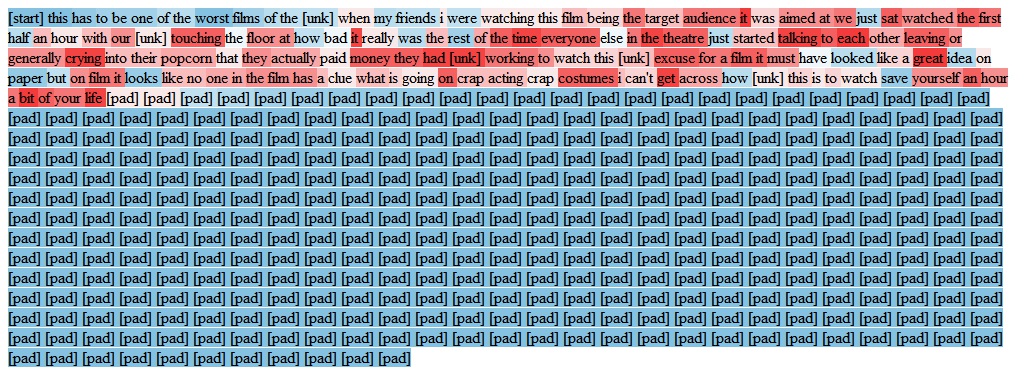 [start] this has to be one of the worst films of the [unk] when my friends i were watching this film being the target audience it was aimed at we just sat watched the first
half an hour with our [unk] touching the floor at how bad it really was the rest of the time everyone else in the theatre just started talking to each other leaving or
generally crying into their popcorn that they actually paid money they had [unk] working to watch this [unk] excuse for a film it must have looked like a great idea on
paper but on film it looks like no one in the film has a clue what is going on crap acting crap costumes i can't get across how [unk] this is to watch save yourself an hour
a bit of your life [pad] [pad] [pad] [pad] [pad] [pad] [pad] [pad] [pad] [pad] [pad] [pad] [pad] [pad] [pad] [pad] [pad] [pad] [pad] [pad] [pad] [pad] [pad] [pad]
[pad] [pad] [pad] [pad] [pad] [pad] [pad] [pad] [pad] [pad] [pad] [pad] [pad] [pad] [pad] [pad] [pad] [pad] [pad] [pad] [pad] [pad] [pad] [pad] [pad] [pad] [pad]
[pad] [pad] [pad] [pad] [pad] [pad] [pad] [pad] [pad] [pad] [pad] [pad] [pad] [pad] [pad] [pad] [pad] [pad] [pad] [pad] [pad] [pad] [pad] [pad] [pad] [pad] [pad]
[pad] [pad] [pad] [pad] [pad] [pad] [pad] [pad] [pad] [pad] [pad] [pad] [pad] [pad] [pad] [pad] [pad] [pad] [pad] [pad] [pad] [pad] [pad] [pad] [pad] [pad] [pad]
[pad] [pad] [pad] [pad] [pad] [pad] [pad] [pad] [pad] [pad] [pad] [pad] [pad] [pad] [pad] [pad] [pad] [pad] [pad] [pad] [pad] [pad] [pad] [pad] [pad] [pad] [pad]
[pad] [pad] [pad] [pad] [pad] [pad] [pad] [pad] [pad] [pad] [pad] [pad] [pad] [pad] [pad] [pad] [pad] [pad] [pad] [pad] [pad] [pad] [pad] [pad] [pad] [pad] [pad]
[pad] [pad] [pad] [pad] [pad] [pad] [pad] [pad] [pad] [pad] [pad] [pad] [pad] [pad] [pad] [pad] [pad] [pad] [pad] [pad] [pad] [pad] [pad] [pad] [pad] [pad] [pad]
[pad] [pad] [pad] [pad] [pad] [pad] [pad] [pad] [pad] [pad] [pad] [pad] [pad] [pad] [pad] [pad] [pad] [pad] [pad] [pad] [pad] [pad] [pad] [pad] [pad] [pad] [pad]
[pad] [pad] [pad] [pad] [pad] [pad] [pad] [pad] [pad] [pad] [pad] [pad] [pad] [pad] [pad] [pad] [pad] [pad] [pad] [pad] [pad] [pad] [pad] [pad] [pad] [pad] [pad]
[pad] [pad] [pad] [pad] [pad] [pad] [pad] [pad] [pad] [pad] [pad] [pad] [pad] [pad] [pad] [pad] [pad] [pad] [pad] [pad] [pad] [pad] [pad] [pad] [pad] [pad] [pad]
[pad] [pad] [pad] [pad] [pad] [pad] [pad] [pad] [pad] [pad] [pad] [pad] [pad] [pad] [pad] [pad] [pad] [pad] [pad] [pad] [pad] [pad] [pad] [pad] [pad] [pad] [pad]
[pad] [pad] [pad] [pad] [pad] [pad] [pad] [pad] [pad] [pad] [pad] [pad] [pad] [pad] [pad] [pad] [pad] [pad] [pad] [pad] [pad] [pad] [pad] [pad] [pad] [pad] [pad]
[pad] [pad] [pad] [pad] [pad] [pad] [pad] [pad] [pad] [pad] [pad] [pad] [pad] [pad] [pad] [pad] [pad] [pad] [pad] [pad] [pad] [pad] [pad] [pad] [pad] [pad] [pad]
[pad] [pad] [pad] [pad] [pad] [pad] [pad] [pad] [pad] [pad] [pad]